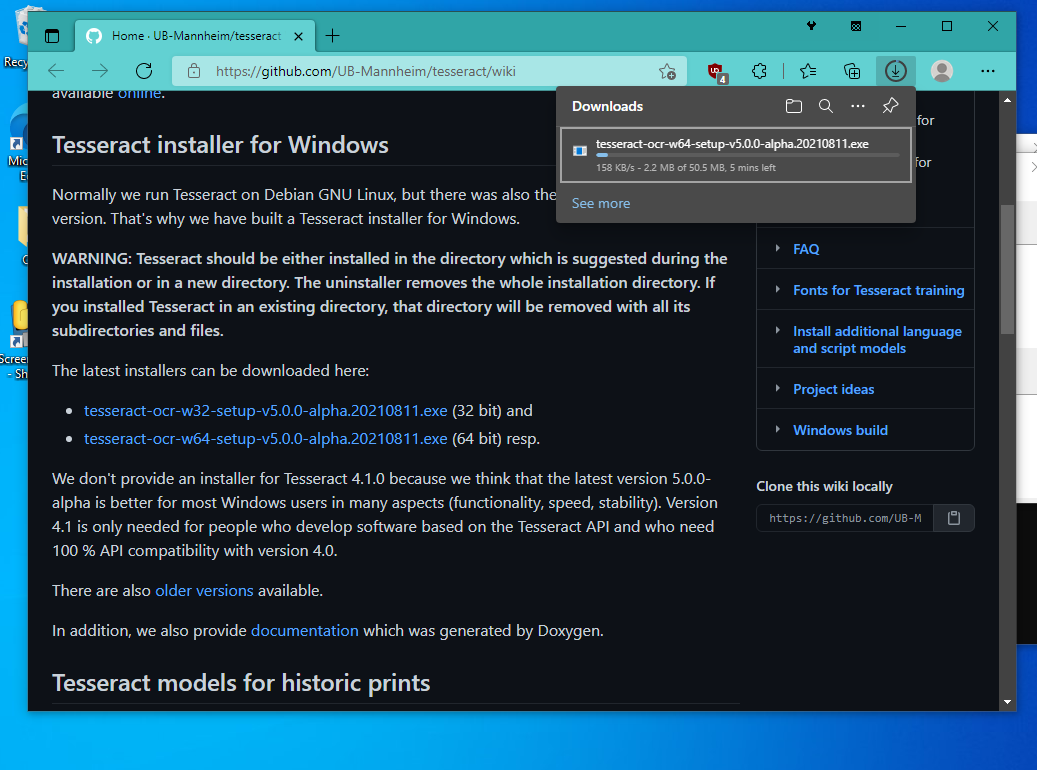 Recy
Mic
E
C
Scree
- Sh
Home · UB-Mannheim/tesseract
https://github.com/UB-Mannheim/tesseract/wiki
4
available online.
Downloads
tesseract-ocr-w64-setup-v5.0.0-alpha.20210811.exe
158 KB/s - 2.2 MB of 50.5 MB, 5 mins left
See more
for
for
Tesseract installer for Windows
Normally we run Tesseract on Debian GNU Linux, but there was also the
version. That's why we have built a Tesseract installer for Windows.
WARNING: Tesseract should be either installed in the directory which is suggested during the
installation or in a new directory. The uninstaller removes the whole installation directory. If
you installed Tesseract in an existing directory, that directory will be removed with all its
subdirectories and files.
The latest installers can be downloaded here:
tesseract-ocr-w32-setup-v5.0.0-alpha.20210811.exe (32 bit) and
tesseract-ocr-w64-setup-v5.0.0-alpha.20210811.exe (64 bit) resp.
We don't provide an installer for Tesseract 4.1.0 because we think that the latest version 5.0.0-
alpha is better for most Windows users in many aspects (functionality, speed, stability). Version
4.1 is only needed for people who develop software based on the Tesseract API and who need
100 % API compatibility with version 4.0.
There are also older versions available.
In addition, we also provide documentation which was generated by Doxygen.
Tesseract models for historic prints
FAQ
Fonts for Tesseract training
Install additional language
and script models
Project ideas
Windows build
Clone this wiki locally
https://github.com/UB-M